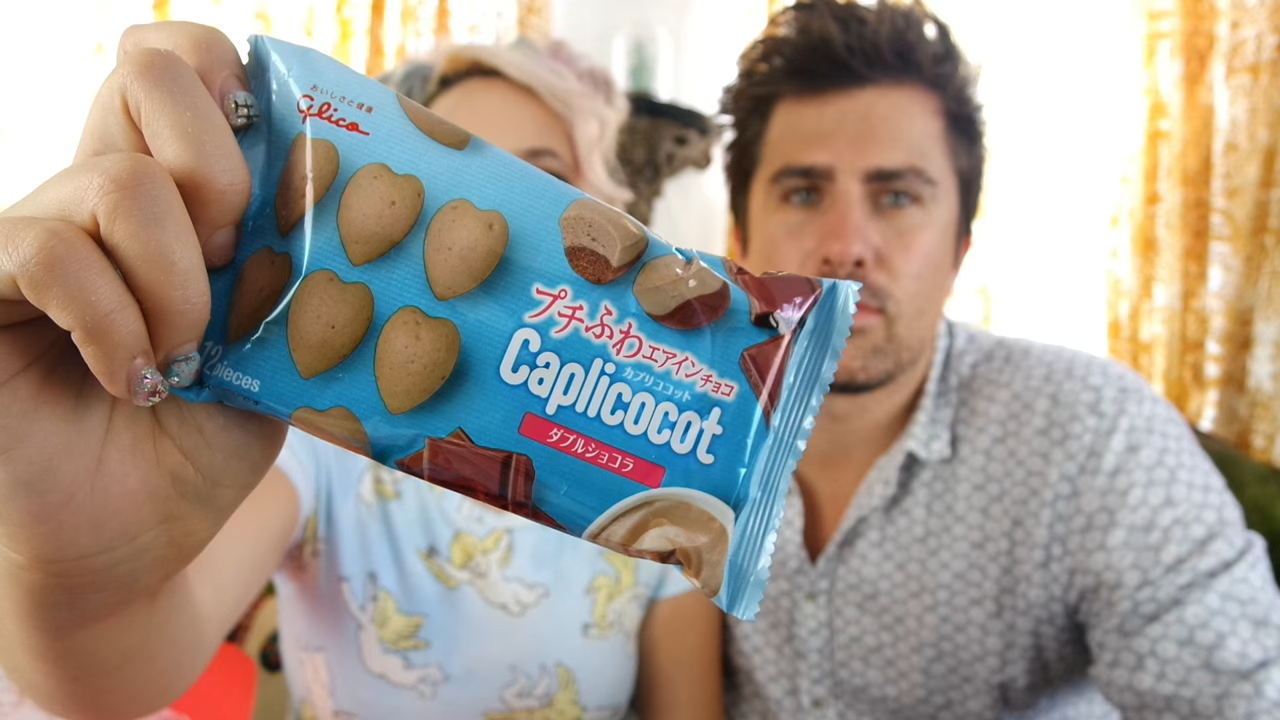 おいしさと健康
Glico
プチふわエアインチョコ
カプリココット
Caplicocot
ダブルショコラ
12pieces